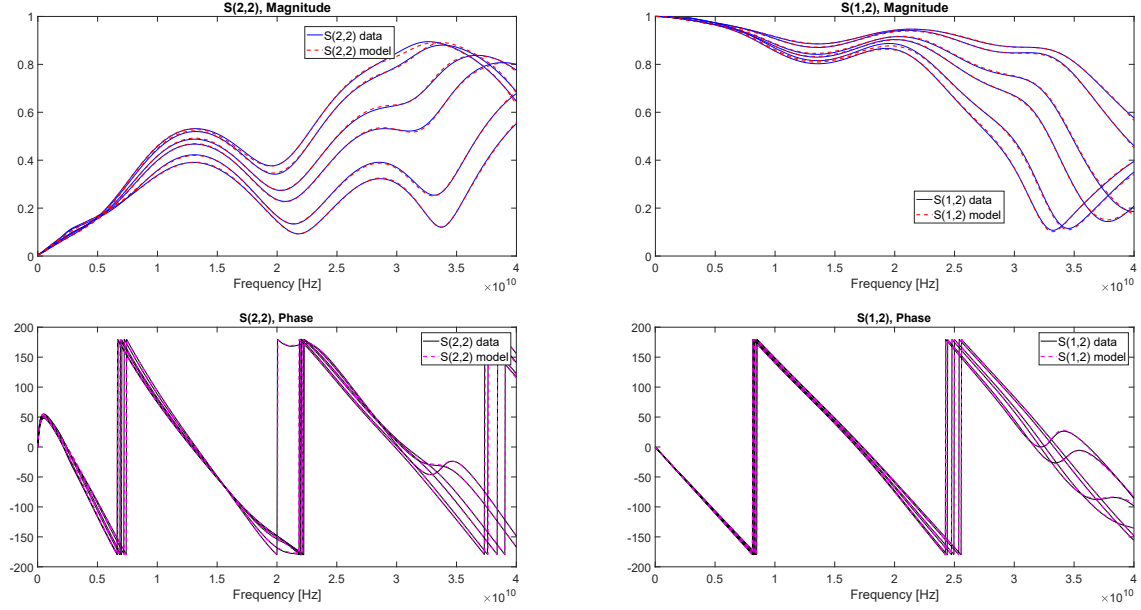 S(2,2), Magnitude
1
0.8
0.6
0.4
0.2
0
S(2,2) data
S(2,2) model
0 0.5 1 1.5 2 2.5 3 3.5 4
Frequency [Hz]
×10^10
S(1,2), Magnitude
1
0.8
0.6
0.4
0.2
0
S(1,2) data
S(1,2) model
0 0.5 1 1.5 2 2.5 3 3.5 4
Frequency [Hz]
×10^10
S(2,2), Phase
200
150
100
50
0
-50
-100
-150
-200
S(2,2) data
S(2,2) model
0 0.5 1 1.5 2 2.5 3 3.5 4
Frequency [Hz]
×10^10
S(1,2), Phase
200
150
100
50
0
-50
-100
-150
-200
S(1,2) data
S(1,2) model
0 0.5 1 1.5 2 2.5 3 3.5 4
Frequency [Hz]
×10^10